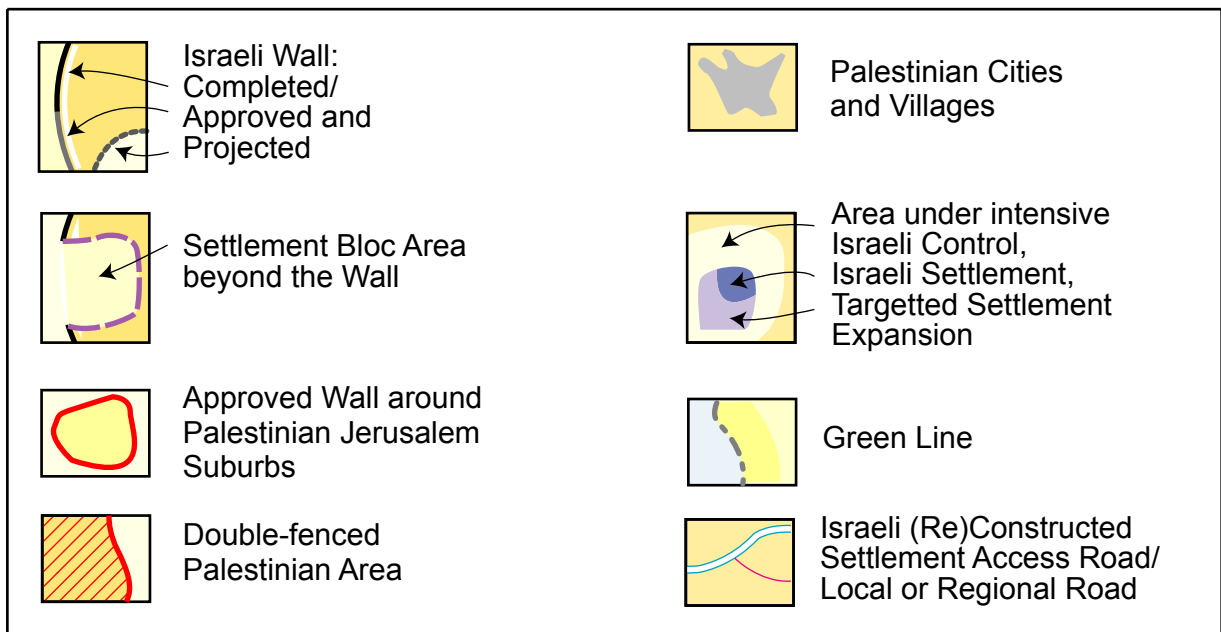 Israeli Wall:
Completed/
Approved and
Projected
Settlement Bloc Area
beyond the Wall
Approved Wall around
Palestinian Jerusalem
Suburbs
Double-fenced
Palestinian Area
Palestinian Cities
and Villages
Area under intensive
Israeli Control,
Israeli Settlement,
Targetted Settlement
Expansion
Green Line
Israeli (Re)Constructed
Settlement Access Road/
Local or Regional Road